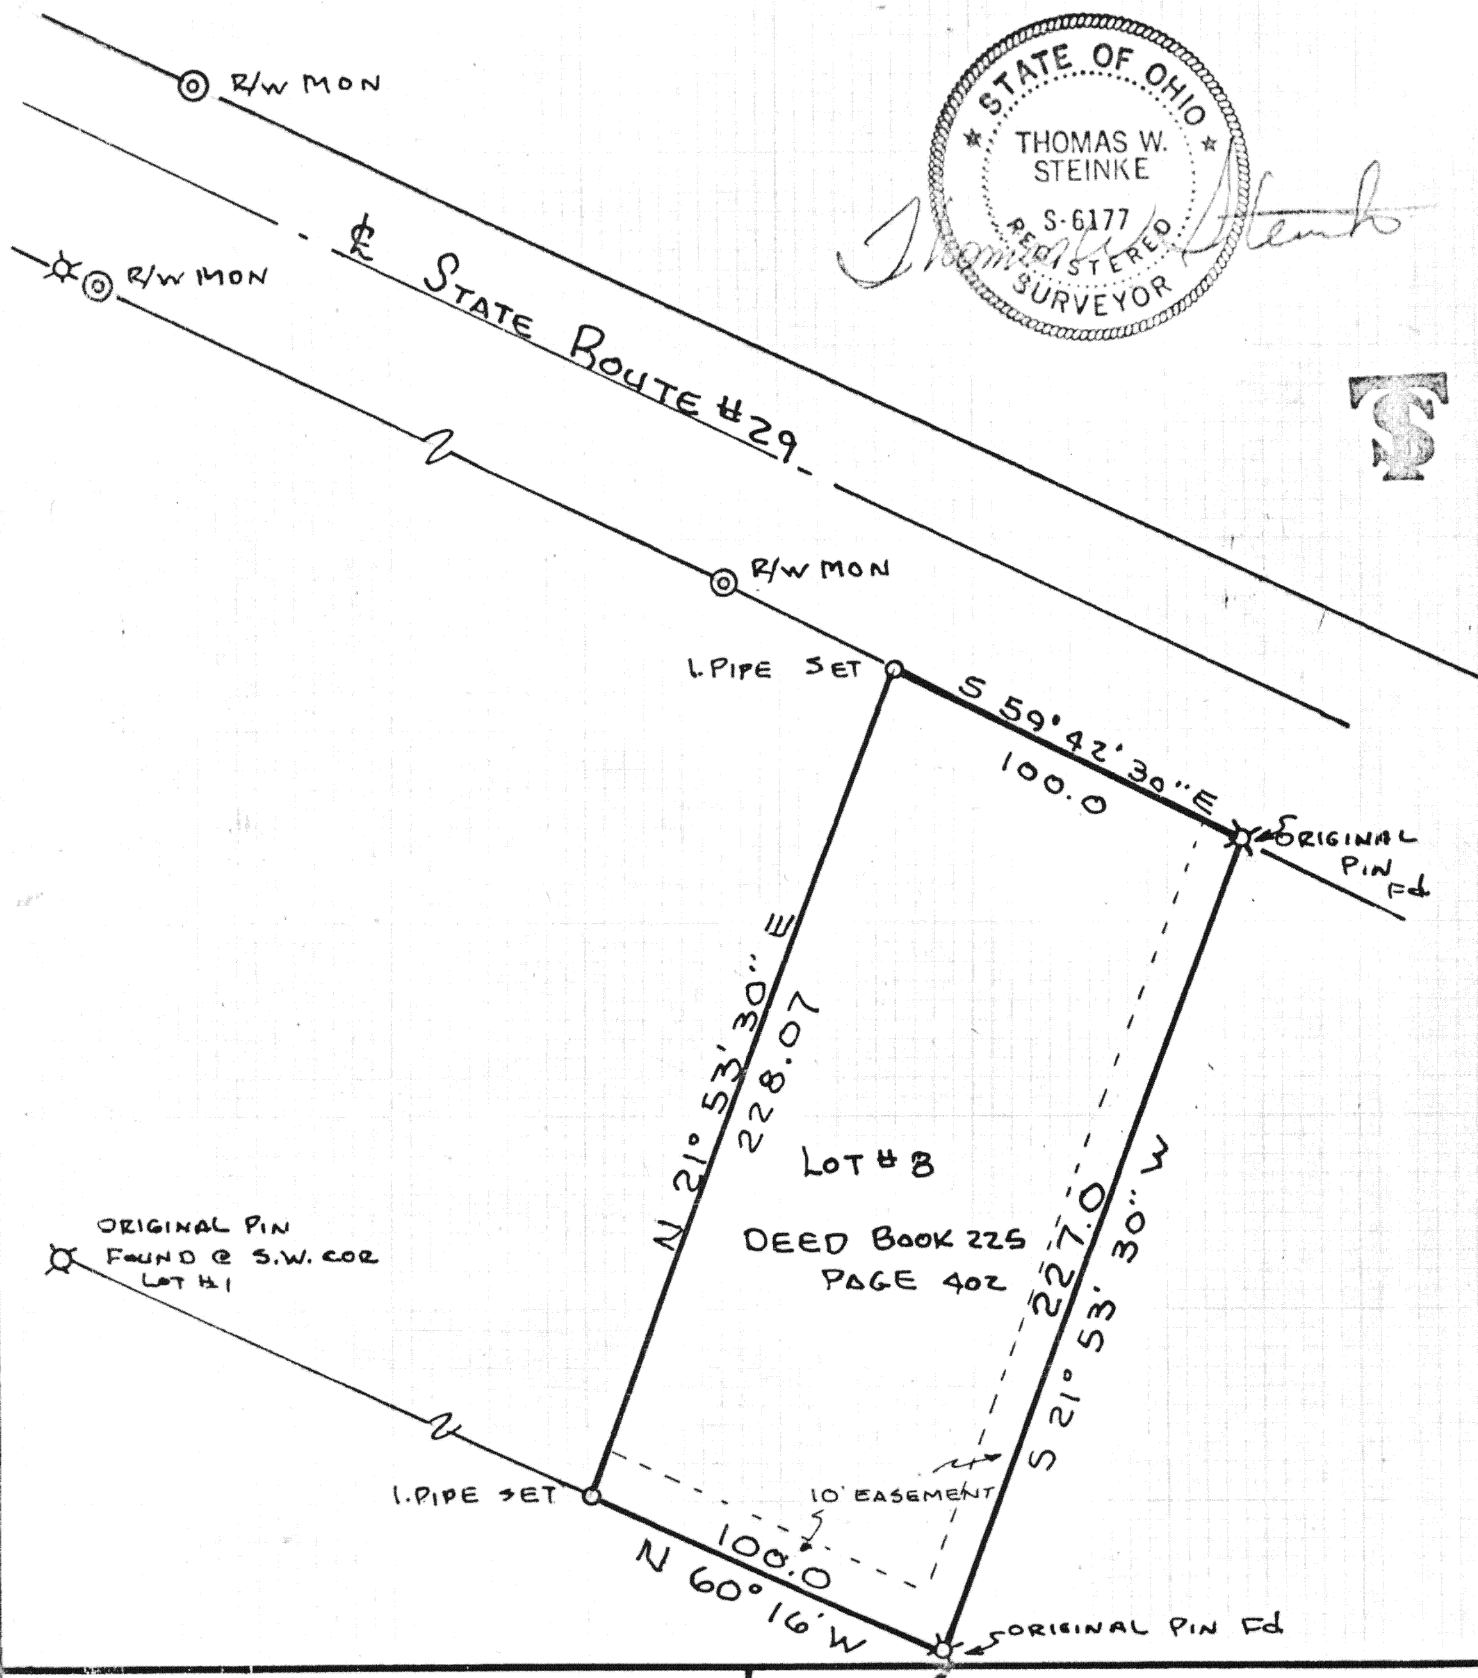 R/W MON
STATE OF OHIO
THOMAS W.
STEINKE
S-6177
REGISTERED
SURVEYOR
Thomas W Steinke
R/W MON
℄ STATE ROUTE #29
TS
R/W MON
I. PIPE SET
S 59° 42' 30" E
100.0
ORIGINAL
PIN
Fd
N 21° 53' 30" E
228.07
LOT # 8
DEED BOOK 225
PAGE 402
227.0
S 21° 53' 30" W
ORIGINAL PIN
FOUND @ S.W. COR
LOT #1
I. PIPE SET
10' EASEMENT
100.0
N 60° 16' W
ORIGINAL PIN Fd